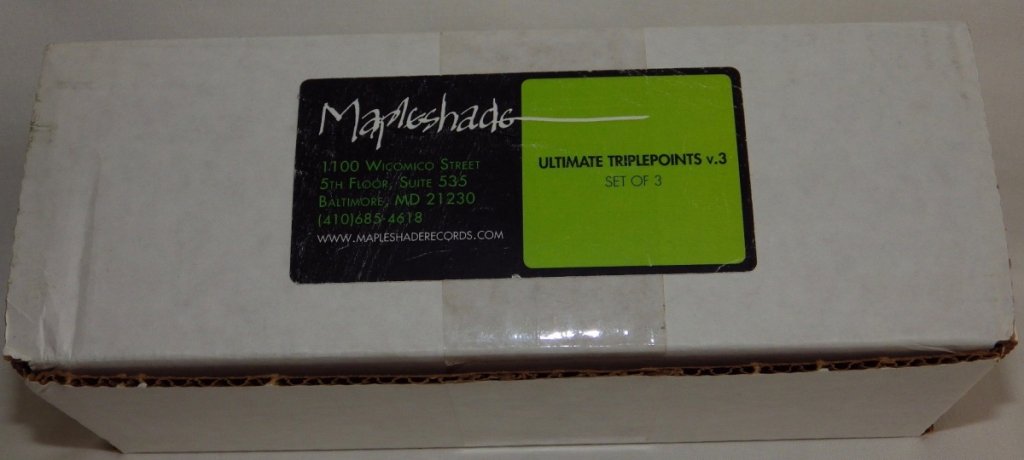 Mapleshade
1100 Wicomico Street
5th Floor, Suite 535
Baltimore, MD 21230
(410)685-4618
www.mapleshaderecords.com
ULTIMATE TRIPLEPOINTS v.3
SET OF 3